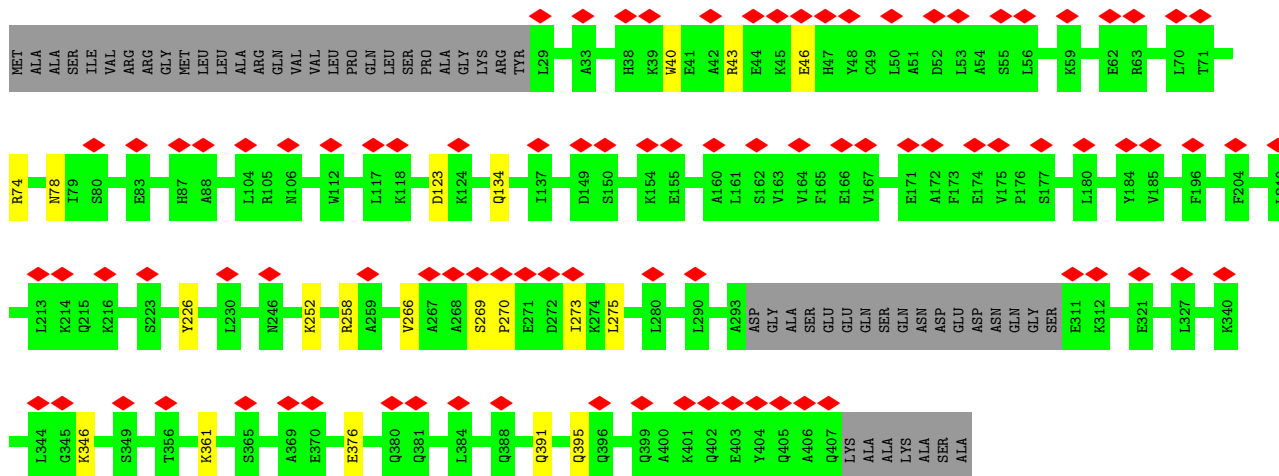 MET ALA ALA SER ILE VAL ARG ARG GLY MET LEU LEU ALA ARG GLN VAL VAL LEU PRO GLN LEU SER PRO ALA GLY LYS ARG TYR L29 A33 H38 K39 W40 E41 A42 R43 E44 K45 E46 H47 Y48 C49 L50 A51 D52 L53 A54 S55 L56 K59 E62 R63 L70 T71
R74 N78 I79 S80 E83 H87 A88 L104 R105 N106 W112 L117 K118 D123 K124 Q134 I137 D149 S150 K154 E155 A160 L161 S162 V163 V164 F165 E166 V167 E171 A172 F173 E174 V175 P176 S177 L180 Y184 V185 F196 F204
L213 K214 Q215 K216 S223 Y226 L230 N246 K252 R258 A259 V266 A267 A268 S269 P270 E271 D272 I273 K274 L275 L280 L290 A293 ASP GLY ALA SER GLU GLU GLN SER GLN ASN ASP GLU ASP ASN GLN GLY SER E311 K312 E321 L327 K340
L344 G345 K346 S349 T356 K361 S365 A369 E370 E376 Q380 Q381 L384 Q388 Q391 Q395 Q396 Q399 A400 K401 Q402 E403 Y404 Q405 A406 Q407 LYS ALA ALA LYS ALA SER ALA